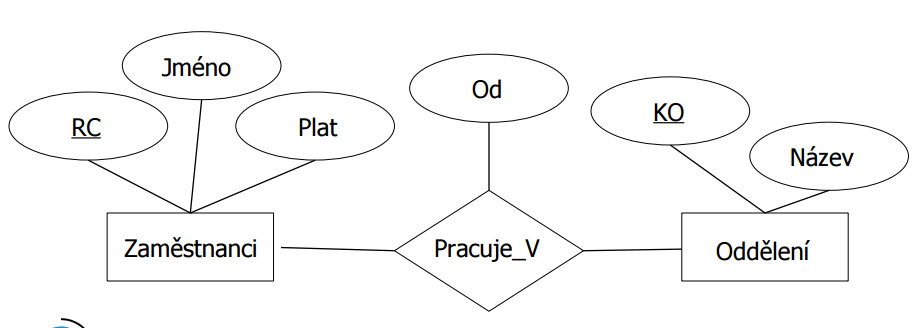 Jméno
RC
Plat
Od
KO
Název
Zaměstnanci
Pracuje_V
Oddělení